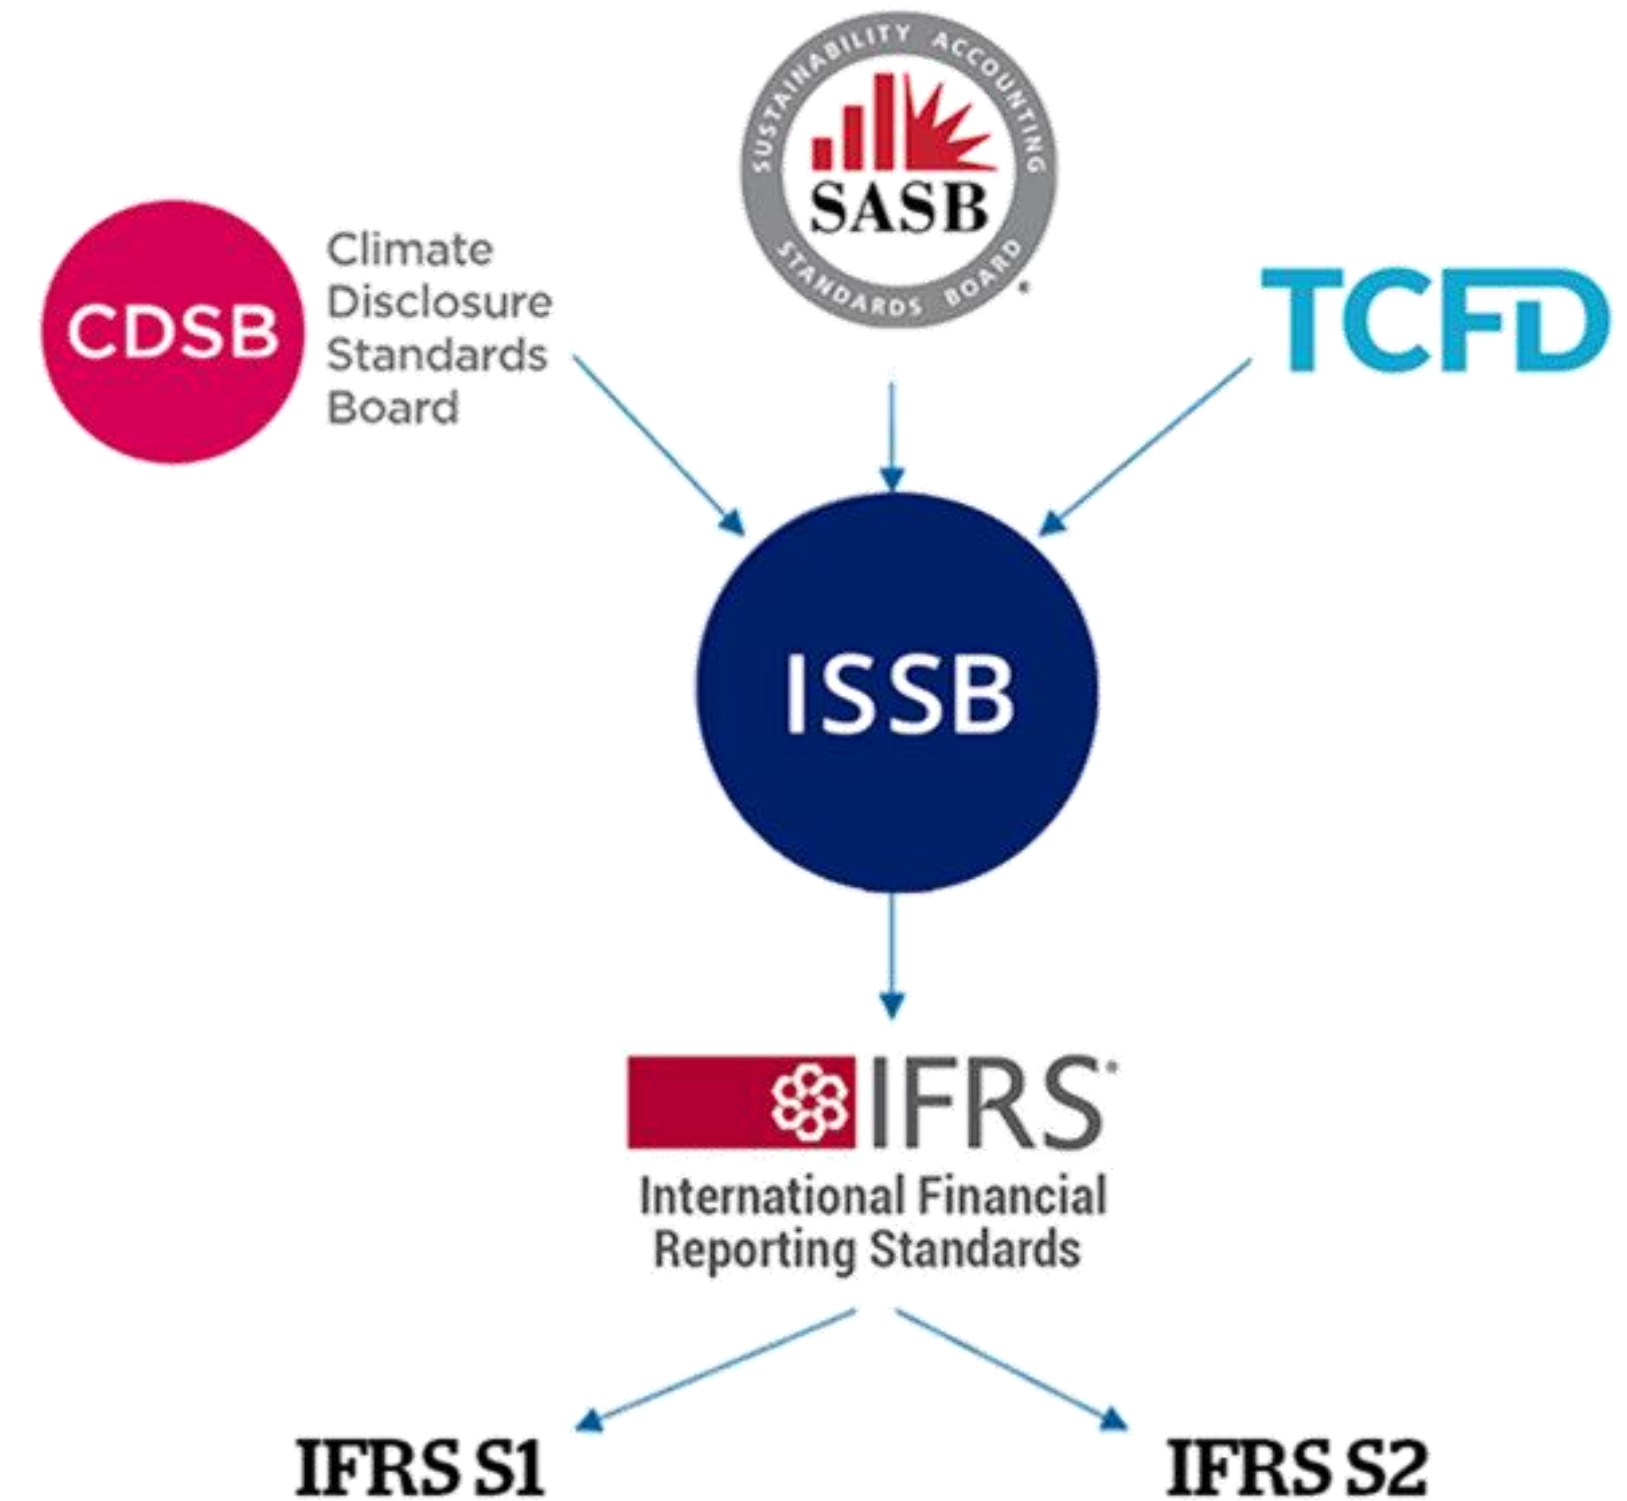 SUSTAINABILITY ACCOUNTING
SASB
STANDARDS BOARD
®
CDSB
Climate
Disclosure
Standards
Board
TCFD
ISSB
IFRS®
International Financial
Reporting Standards
IFRS S1
IFRS S2